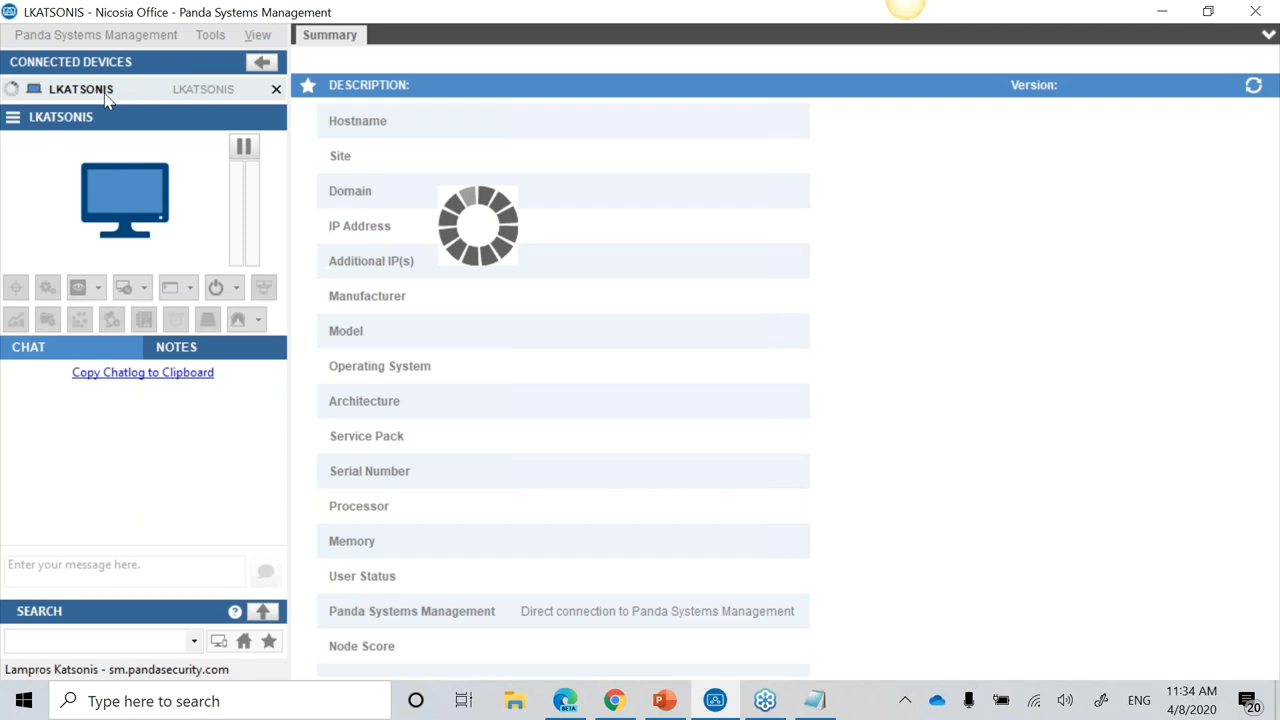 LKATSONIS - Nicosia Office - Panda Systems Management
Panda Systems Management Tools View
Summary
CONNECTED DEVICES
LKATSONIS LKATSONIS
DESCRIPTION: Version:
LKATSONIS
Hostname
Site
Domain
IP Address
Additional IP(s)
Manufacturer
Model
Operating System
Architecture
Service Pack
Serial Number
Processor
Memory
User Status
Panda Systems Management Direct connection to Panda Systems Management
Node Score
CHAT NOTES
Copy Chatlog to Clipboard
Enter your message here.
SEARCH ?
Lampros Katsonis - sm.pandasecurity.com
Type here to search
BETA
ENG
11:34 AM
4/8/2020
20